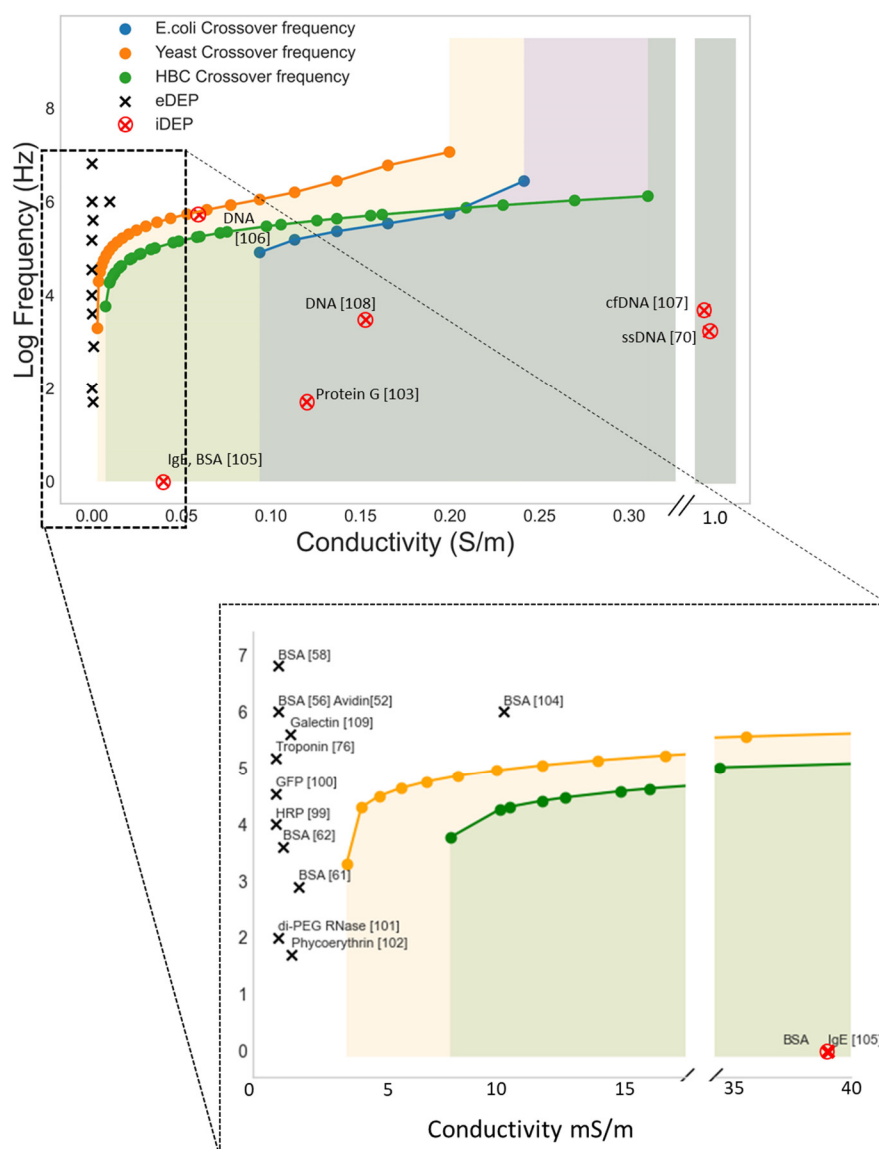 E.coli Crossover frequency
Yeast Crossover frequency
HBC Crossover frequency
eDEP
iDEP
Log Frequency (Hz)
8
6
4
2
0
DNA
[106]
DNA [108]
cfDNA [107]
ssDNA [70]
Protein G [103]
IgE, BSA [105]
0.00
0.05
0.10
0.15
0.20
0.25
0.30
1.0
Conductivity (S/m)
7
6
5
4
3
2
1
0
BSA [58]
BSA [56] Avidin[52]
BSA [104]
Galectin [109]
Troponin [76]
GFP [100]
HRP [99]
BSA [62]
BSA [61]
di-PEG RNase [101]
Phycoerythrin [102]
BSA IgE [105]
0
5
10
15
35
40
Conductivity mS/m